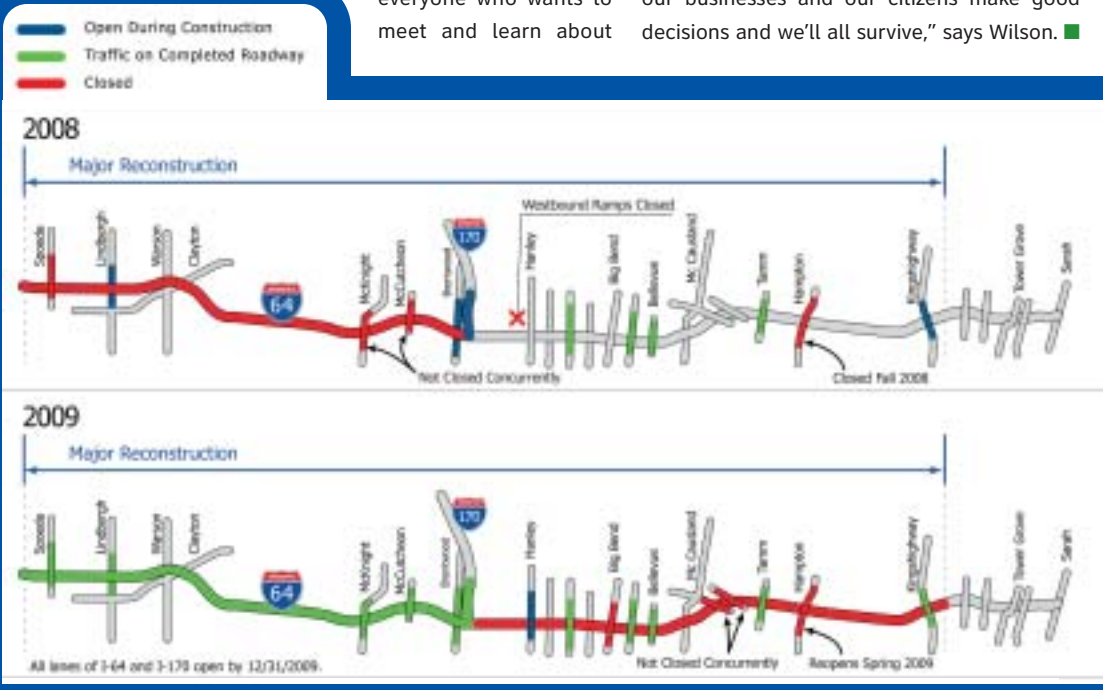 everyone who wants to
meet and learn about
our businesses and our citizens make good
decisions and we'll all survive,” says Wilson.
Open During Construction
Traffic on Completed Roadway
Closed
2008
Major Reconstruction
Westbound Ramps Closed
Spoede
Lindbergh
Warson
Clayton
64
McKnight
McCutcheon
Brentwood
170
Hanley
Big Bend
Bellevue
Mc Causland
Tamm
Hampton
Kingshighway
Tower Grove
Sarah
Not Closed Concurrently
Closed Fall 2008
2009
Major Reconstruction
Spoede
Lindbergh
Warson
Clayton
64
McKnight
McCutcheon
Brentwood
170
Hanley
Big Bend
Bellevue
Mc Causland
Tamm
Hampton
Kingshighway
Tower Grove
Sarah
Not Closed Concurrently
Reopens Spring 2009
All lanes of I-64 and I-170 open by 12/31/2009.